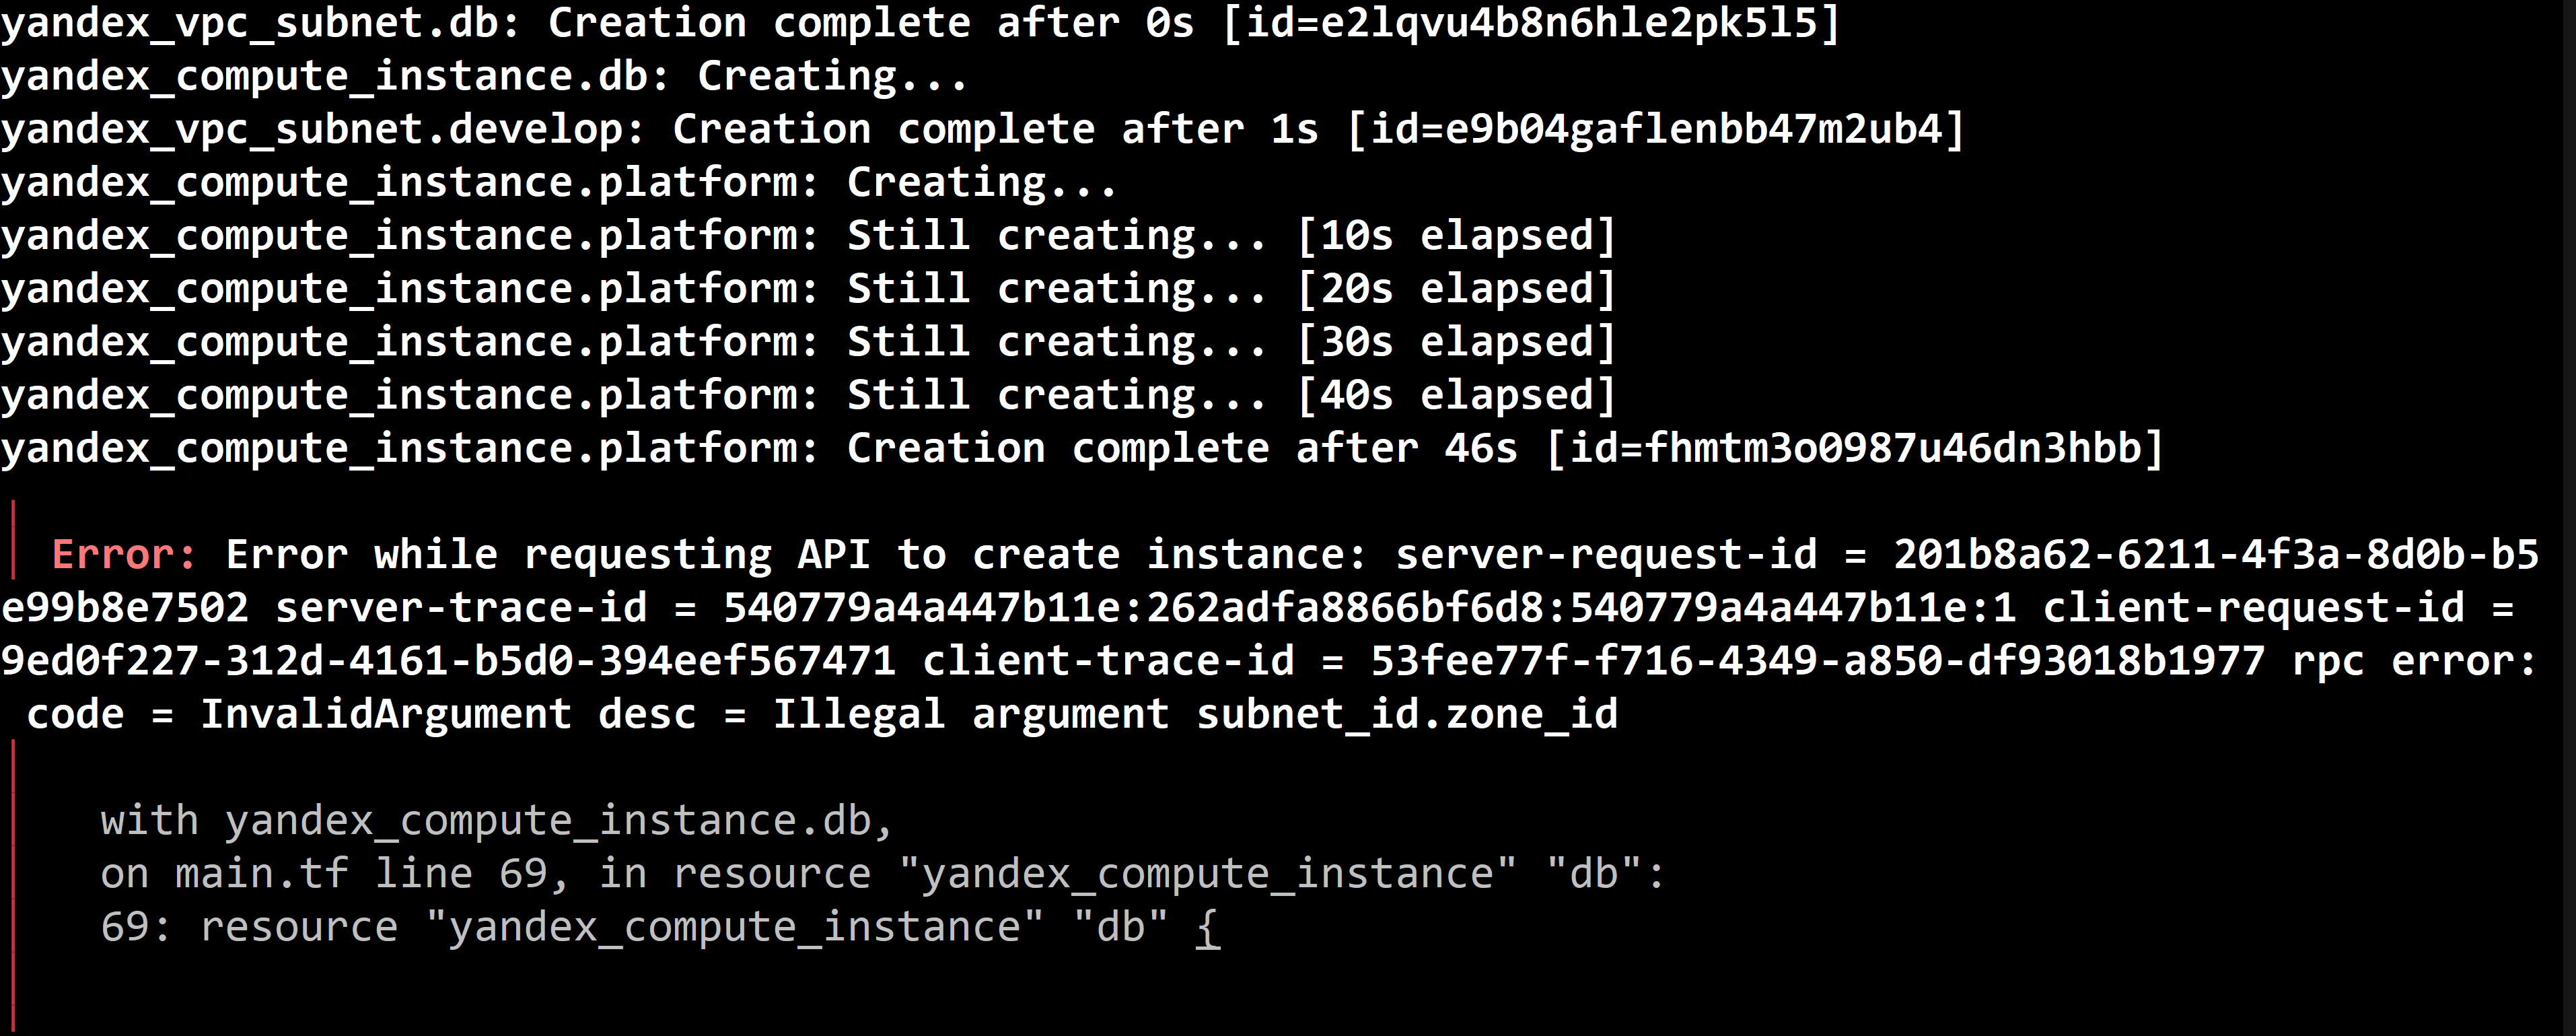 yandex_vpc_subnet.db: Creation complete after 0s [id=e2lqvu4b8n6hle2pk5l5]
yandex_compute_instance.db: Creating...
yandex_vpc_subnet.develop: Creation complete after 1s [id=e9b04gaflenbb47m2ub4]
yandex_compute_instance.platform: Creating...
yandex_compute_instance.platform: Still creating... [10s elapsed]
yandex_compute_instance.platform: Still creating... [20s elapsed]
yandex_compute_instance.platform: Still creating... [30s elapsed]
yandex_compute_instance.platform: Still creating... [40s elapsed]
yandex_compute_instance.platform: Creation complete after 46s [id=fhmtm3o0987u46dn3hbb]
Error: Error while requesting API to create instance: server-request-id = 201b8a62-6211-4f3a-8d0b-b5
e99b8e7502 server-trace-id = 540779a4a447b11e:262adfa8866bf6d8:540779a4a447b11e:1 client-request-id =
9ed0f227-312d-4161-b5d0-394eef567471 client-trace-id = 53fee77f-f716-4349-a850-df93018b1977 rpc error:
code = InvalidArgument desc = Illegal argument subnet_id.zone_id
with yandex_compute_instance.db,
on main.tf line 69, in resource "yandex_compute_instance" "db":
69: resource "yandex_compute_instance" "db" {